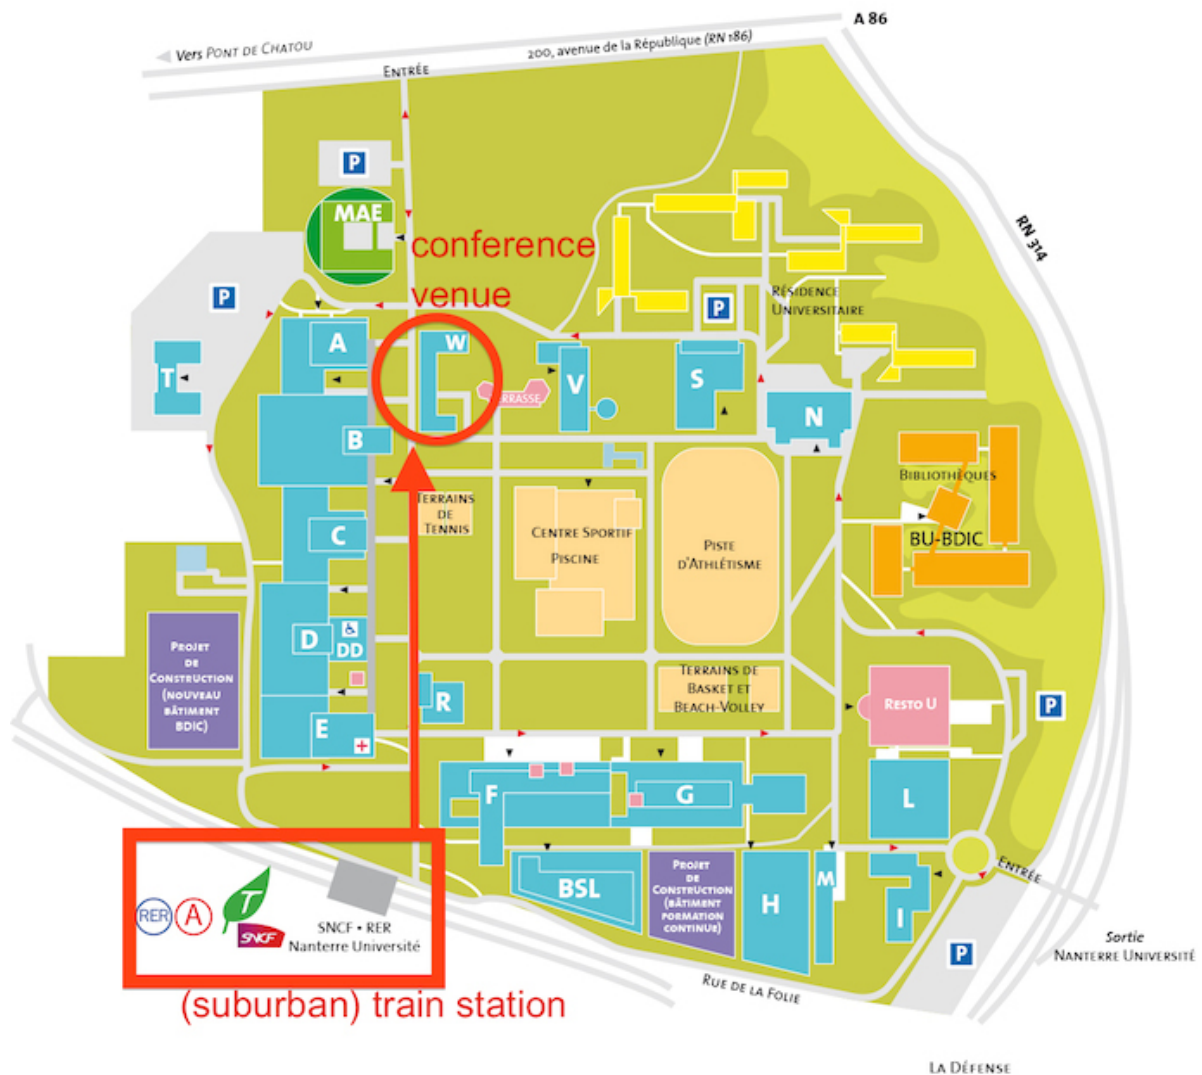 A 86
Vers PONT DE CHATOU
200, avenue de la République (RN 186)
ENTRÉE
P
MAE
conference
venue
RN 314
P
P
RÉSIDENCE
UNIVERSITAIRE
A
W
T
V
S
TERRASSE
N
B
BIBLIOTHÈQUES
TERRAINS
DE
TENNIS
CENTRE SPORTIF
PISCINE
PISTE
D'ATHLÉTISME
BU-BDIC
C
D
DD
PROJET
DE
CONSTRUCTION
(NOUVEAU
BÂTIMENT
BDIC)
TERRAINS DE
BASKET ET
BEACH-VOLLEY
R
RESTO U
P
E
F
G
L
ENTRÉE
BSL
PROJET
DE
CONSTRUCTION
(BÂTIMENT
FORMATION
CONTINUE)
H
M
I
RER
A
T
SNCF
SNCF • RER
Nanterre Université
P
Sortie
NANTERRE UNIVERSITÉ
RUE DE LA FOLIE
(suburban) train station
LA DÉFENSE